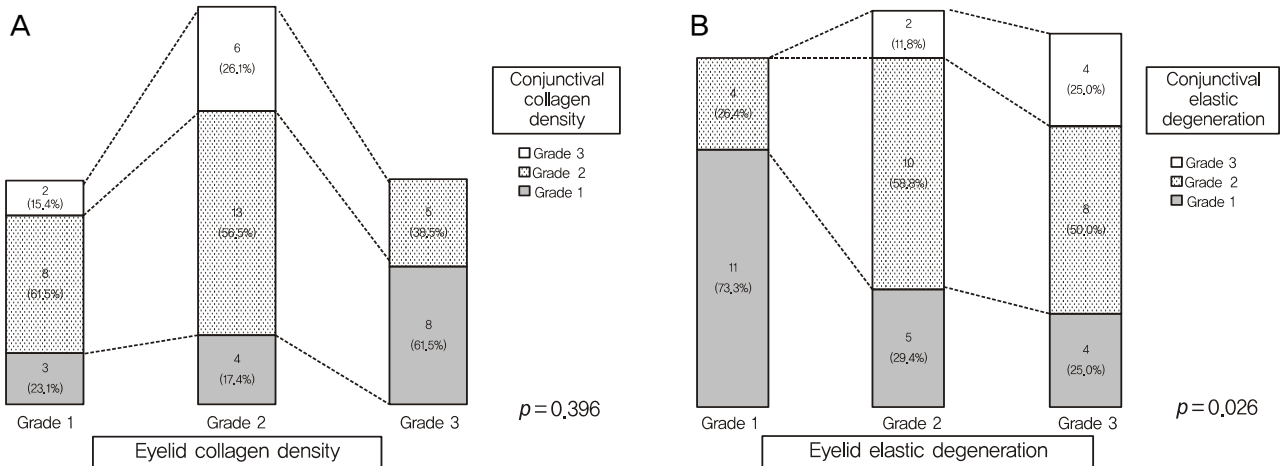 A
6
(26.1%)
13
(56.5%)
4
(17.4%)
2
(15.4%)
8
(61.5%)
3
(23.1%)
5
(38.5%)
8
(61.5%)
Grade 1
Grade 2
Grade 3
Eyelid collagen density
Conjunctival
collagen
density
Grade 3
Grade 2
Grade 1
p=0.396
B
4
(26.4%)
11
(73.3%)
2
(11.8%)
10
(58.8%)
5
(29.4%)
4
(25.0%)
8
(50.0%)
4
(25.0%)
Grade 1
Grade 2
Grade 3
Eyelid elastic degeneration
Conjunctival
elastic
degeneration
Grade 3
Grade 2
Grade 1
p=0.026